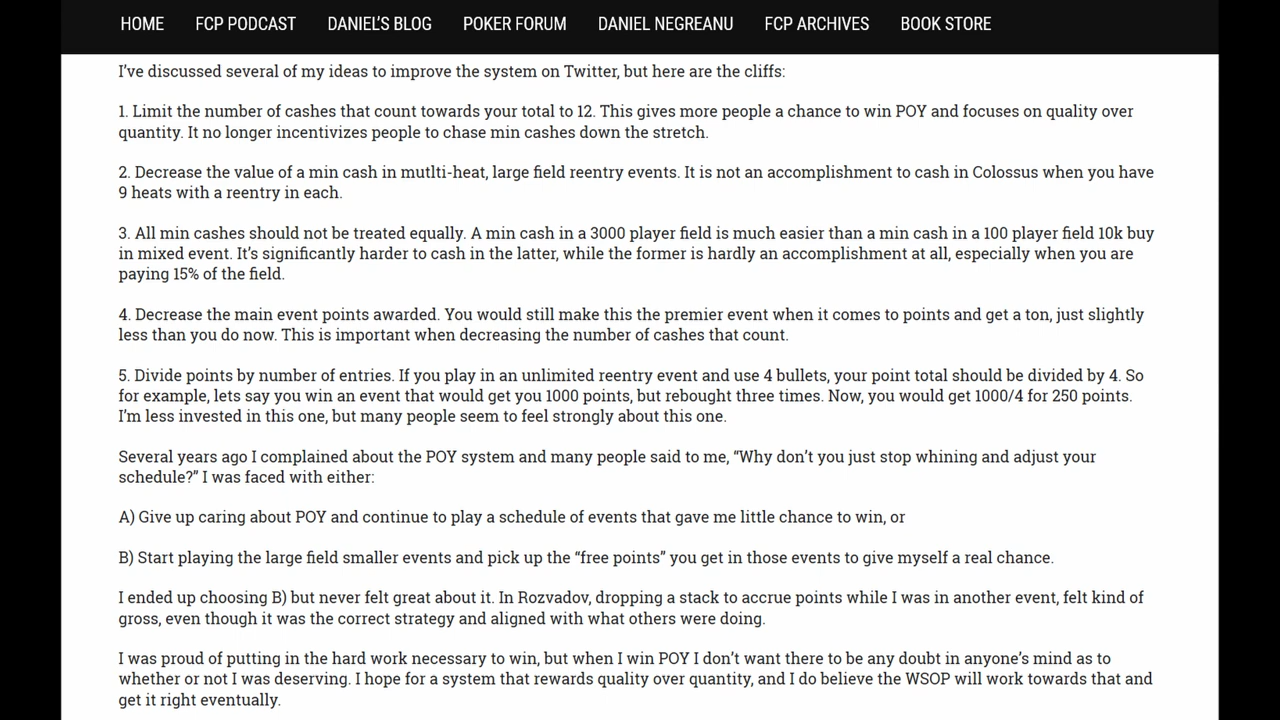 HOME FCP PODCAST DANIEL'S BLOG POKER FORUM DANIEL NEGREANU FCP ARCHIVES BOOK STORE
I've discussed several of my ideas to improve the system on Twitter, but here are the cliffs:
1. Limit the number of cashes that count towards your total to 12. This gives more people a chance to win POY and focuses on quality over
quantity. It no longer incentivizes people to chase min cashes down the stretch.
2. Decrease the value of a min cash in mutlti-heat, large field reentry events. It is not an accomplishment to cash in Colossus when you have
9 heats with a reentry in each.
3. All min cashes should not be treated equally. A min cash in a 3000 player field is much easier than a min cash in a 100 player field 10k buy
in mixed event. It's significantly harder to cash in the latter, while the former is hardly an accomplishment at all, especially when you are
paying 15% of the field.
4. Decrease the main event points awarded. You would still make this the premier event when it comes to points and get a ton, just slightly
less than you do now. This is important when decreasing the number of cashes that count.
5. Divide points by number of entries. If you play in an unlimited reentry event and use 4 bullets, your point total should be divided by 4. So
for example, lets say you win an event that would get you 1000 points, but rebought three times. Now, you would get 1000/4 for 250 points.
I'm less invested in this one, but many people seem to feel strongly about this one.
Several years ago I complained about the POY system and many people said to me, “Why don't you just stop whining and adjust your
schedule?” I was faced with either:
A) Give up caring about POY and continue to play a schedule of events that gave me little chance to win, or
B) Start playing the large field smaller events and pick up the “free points” you get in those events to give myself a real chance.
I ended up choosing B) but never felt great about it. In Rozvadov, dropping a stack to accrue points while I was in another event, felt kind of
gross, even though it was the correct strategy and aligned with what others were doing.
I was proud of putting in the hard work necessary to win, but when I win POY I don't want there to be any doubt in anyone's mind as to
whether or not I was deserving. I hope for a system that rewards quality over quantity, and I do believe the WSOP will work towards that and
get it right eventually.